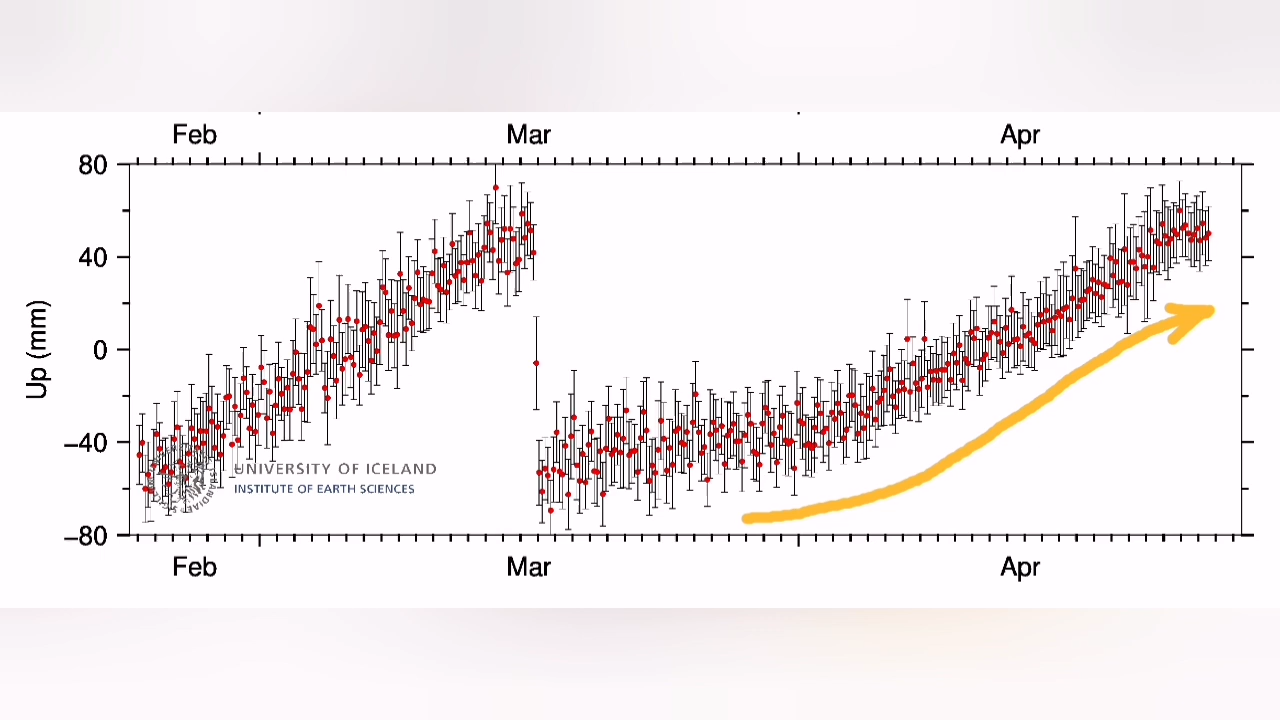 Feb Mar Apr
80
40
0
−40
−80
Up (mm)
UNIVERSITY OF ICELAND
INSTITUTE OF EARTH SCIENCES
Feb Mar Apr